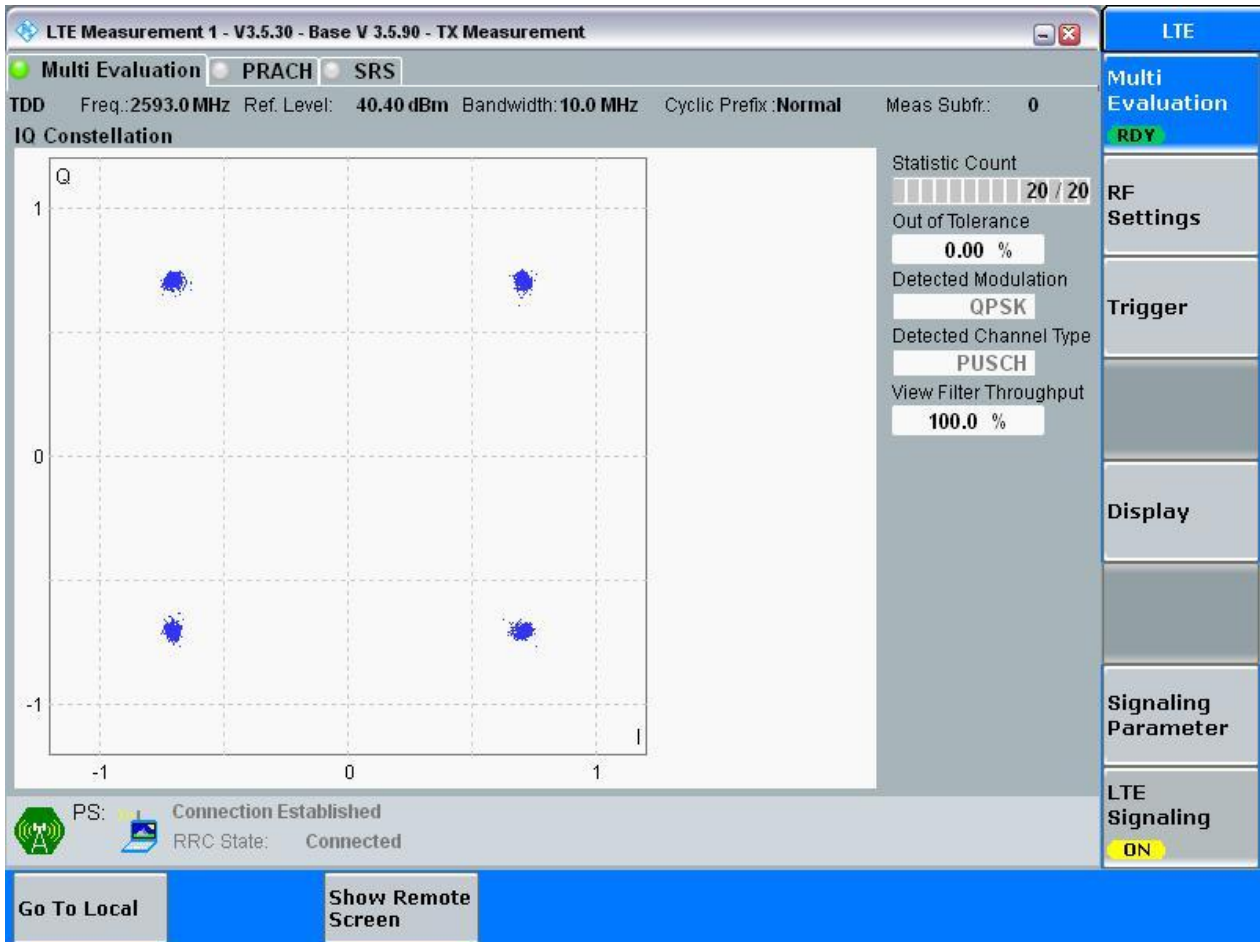 LTE Measurement 1 - V3.5.30 - Base V 3.5.90 - TX Measurement
LTE
Multi Evaluation PRACH SRS
TDD Freq.:2593.0 MHz Ref. Level: 40.40 dBm Bandwidth:10.0 MHz Cyclic Prefix :Normal Meas Subfr.: 0
IQ Constellation
Q
1
0
-1
-1 0 1
I
Statistic Count
20 / 20
Out of Tolerance
0.00 %
Detected Modulation
QPSK
Detected Channel Type
PUSCH
View Filter Throughput
100.0 %
Multi
Evaluation
RDY
RF
Settings
Trigger
Display
Signaling
Parameter
LTE
Signaling
ON
PS: Connection Established
RRC State: Connected
Go To Local
Show Remote
Screen